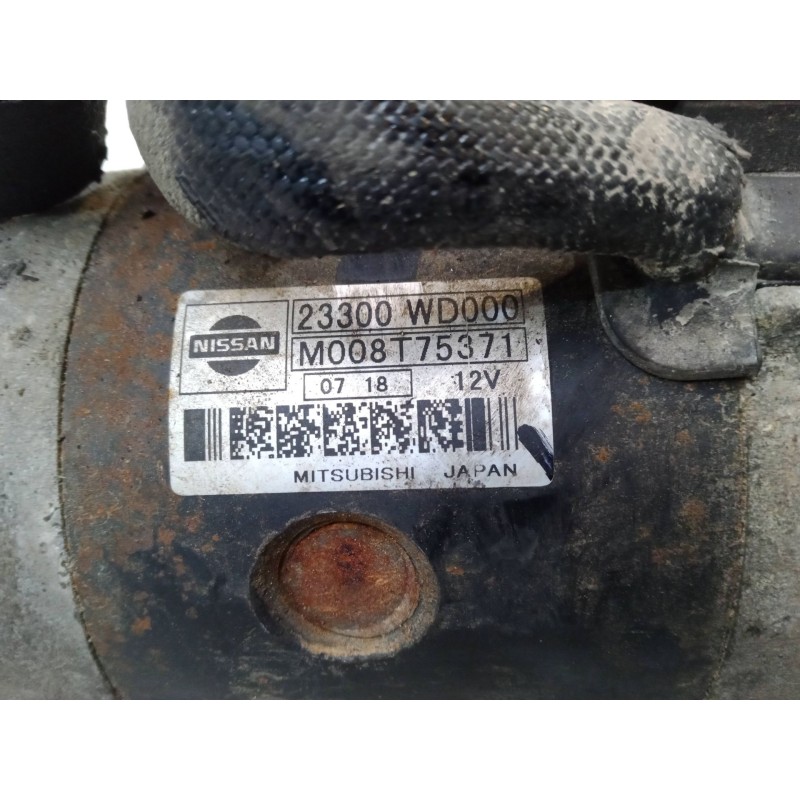 NISSAN
23300 WD000
M008T75371
07 18 12V
MITSUBISHI JAPAN